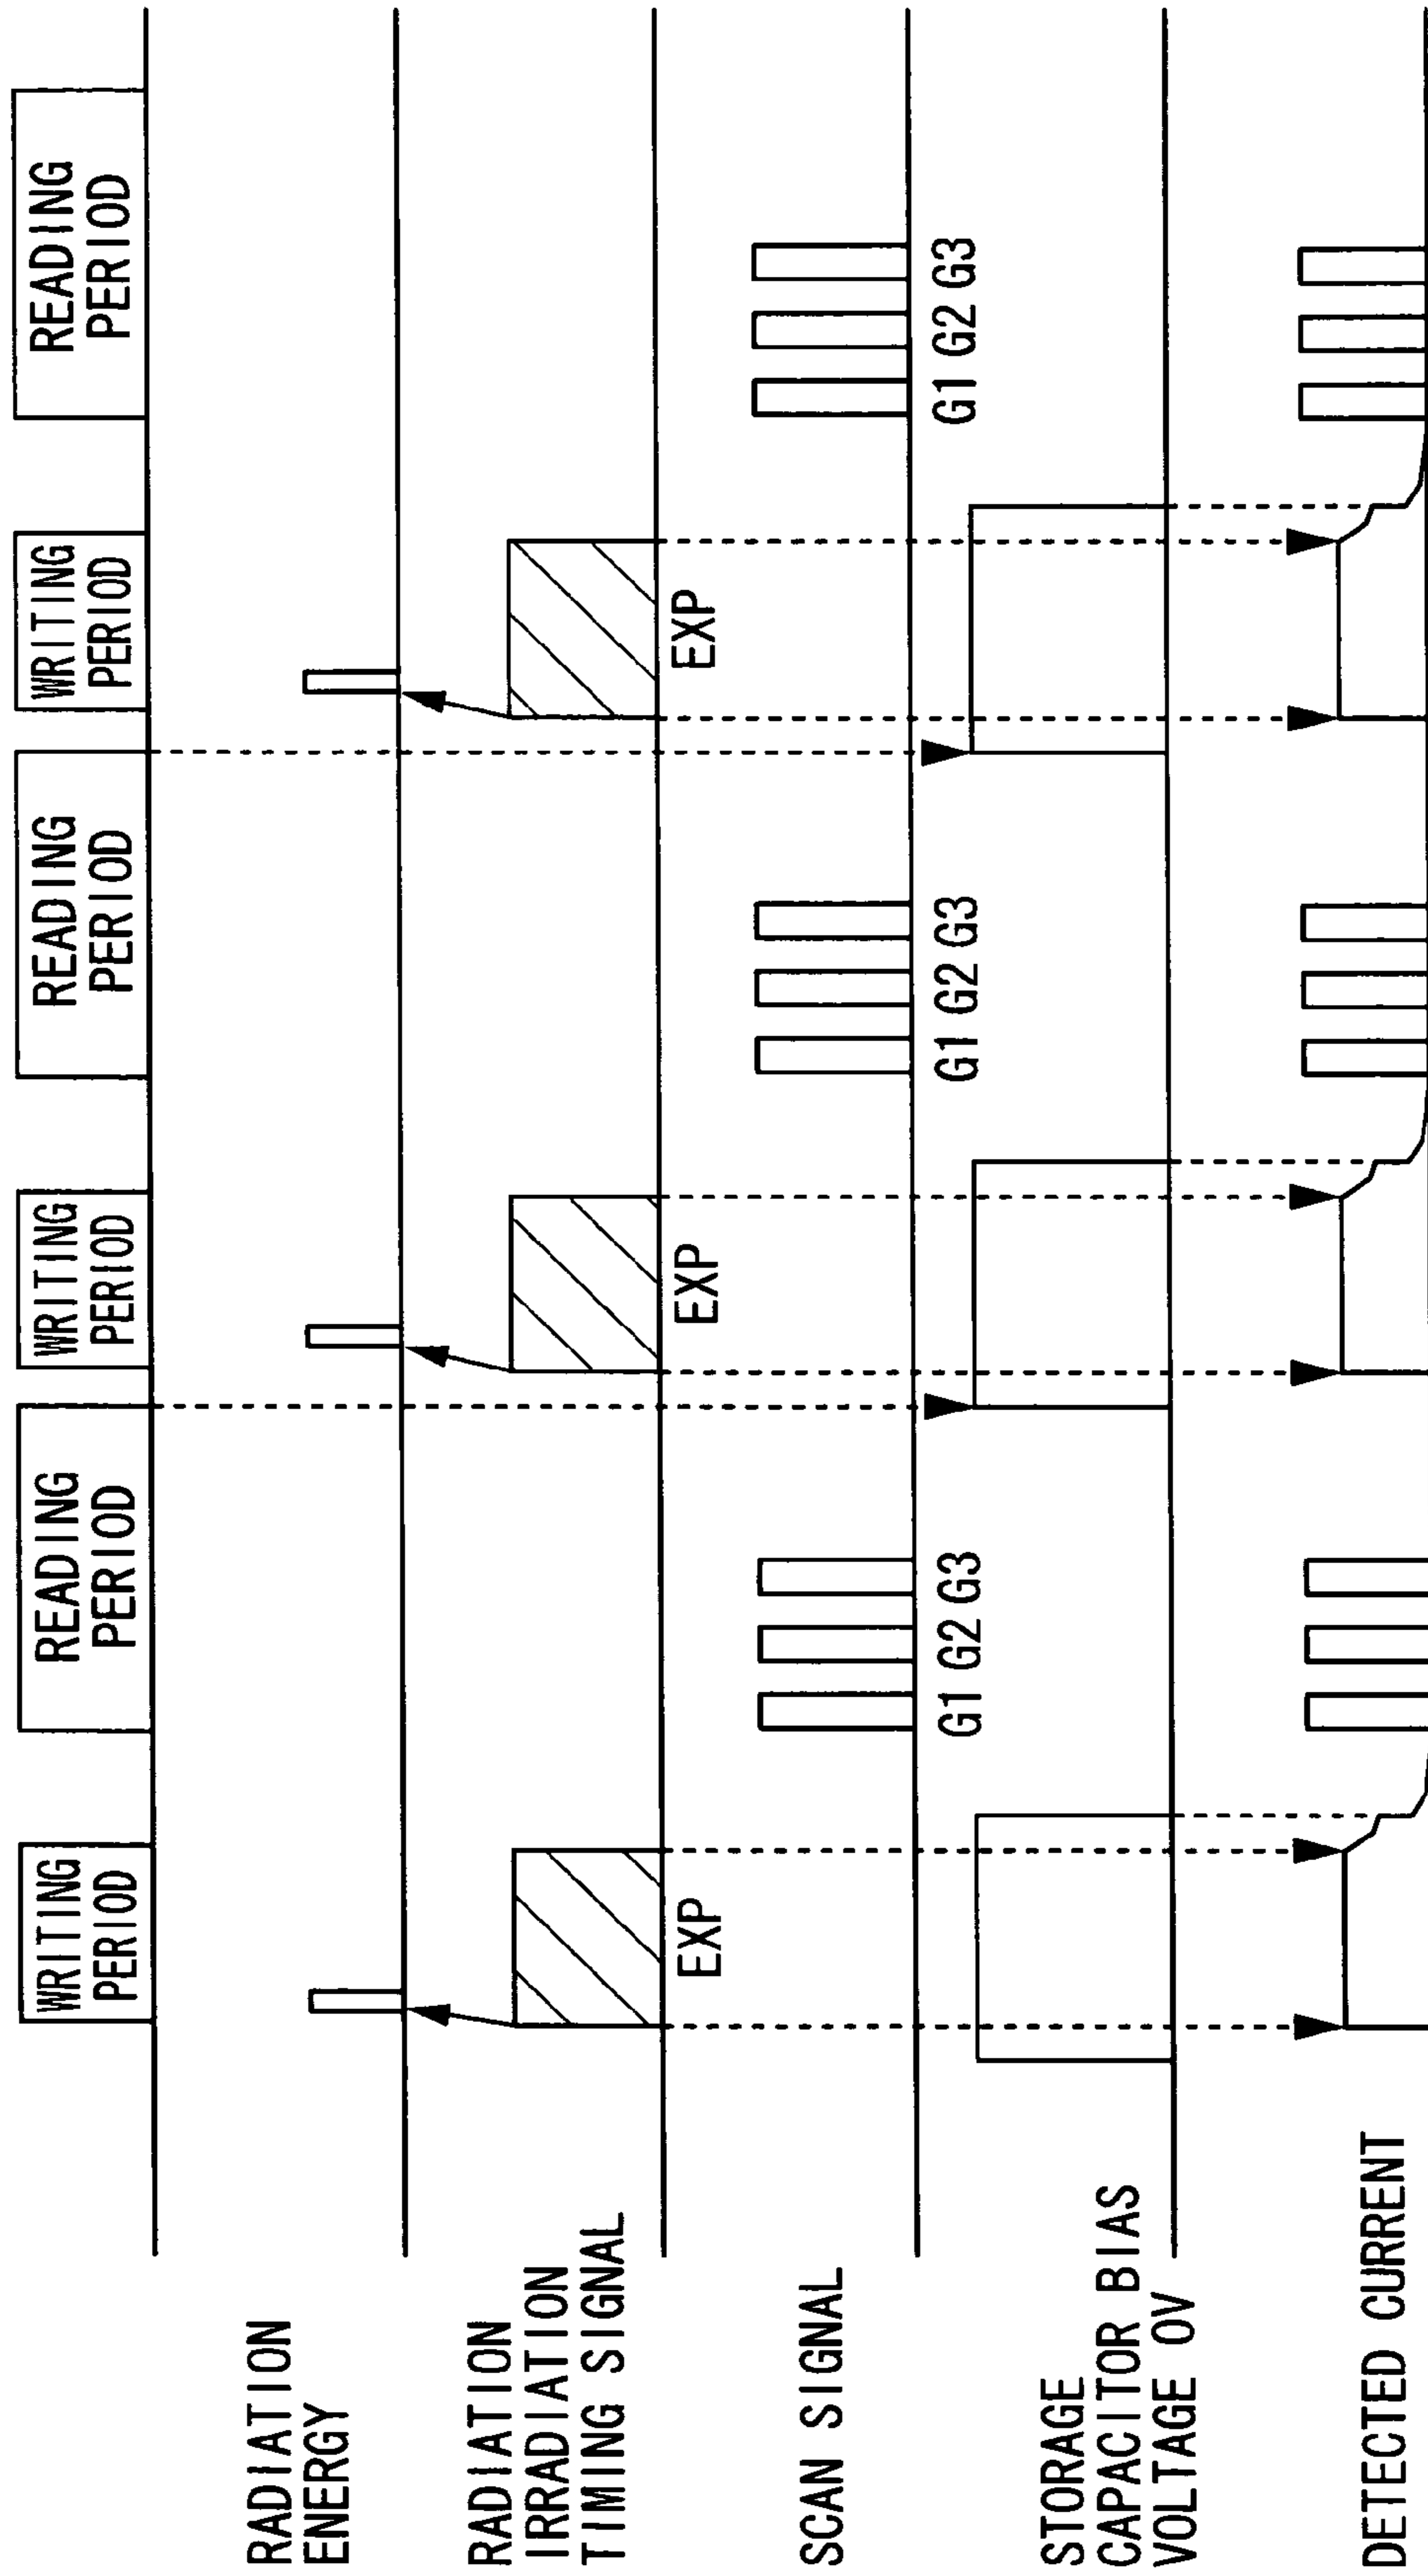 WRITING
PERIOD
READING
PERIOD
WRITING
PERIOD
READING
PERIOD
WRITING
PERIOD
READING
PERIOD
RADIATION
ENERGY
RADIATION
IRRADIATION
TIMING SIGNAL
EXP
EXP
EXP
SCAN SIGNAL
G1 G2 G3
G1 G2 G3
G1 G2 G3
STORAGE
CAPACITOR BIAS
VOLTAGE 0V
DETECTED CURRENT